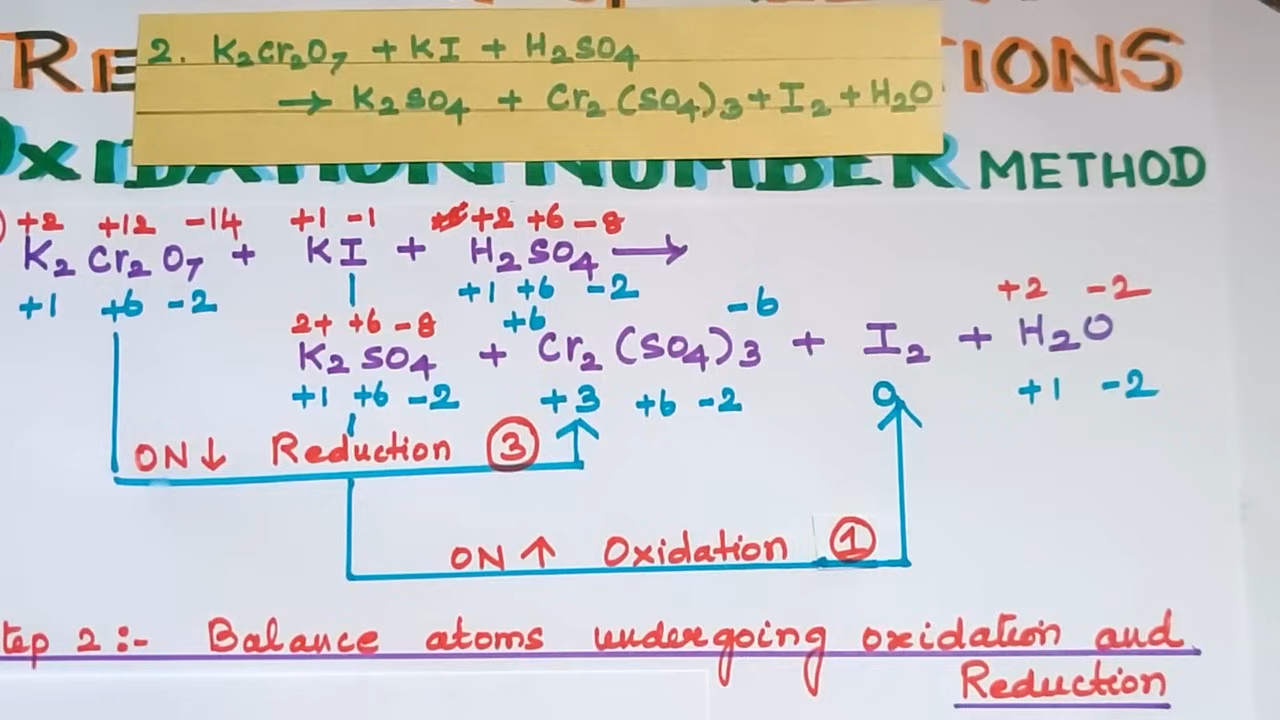 2. K2Cr2O7 + KI + H2SO4
→ K2SO4 + Cr2(SO4)3 + I2 + H2O
METHOD
+2 +12 -14 +1 -1 +2 +6 -8
K2Cr2O7 + KI + H2SO4 →
+1 +6 -2 +1 +6 -2
2+ +6 -8 +6 -6 +2 -2
K2SO4 + Cr2(SO4)3 + I2 + H2O
+1 +6 -2 +3 +6 -2 0 +1 -2
ON ↓ Reduction 3
ON ↑ Oxidation 1
tep 2 :- Balance atoms undergoing oxidation and
Reduction